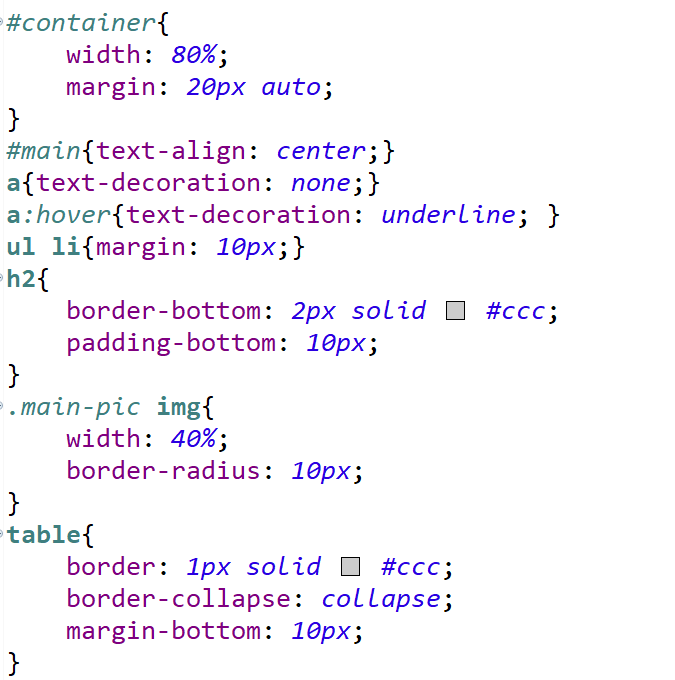 #container{
    width: 80%;
    margin: 20px auto;
}
#main{text-align: center;}
a{text-decoration: none;}
a:hover{text-decoration: underline; }
ul li{margin: 10px;}
h2{
    border-bottom: 2px solid #ccc;
    padding-bottom: 10px;
}
.main-pic img{
    width: 40%;
    border-radius: 10px;
}
table{
    border: 1px solid #ccc;
    border-collapse: collapse;
    margin-bottom: 10px;
}